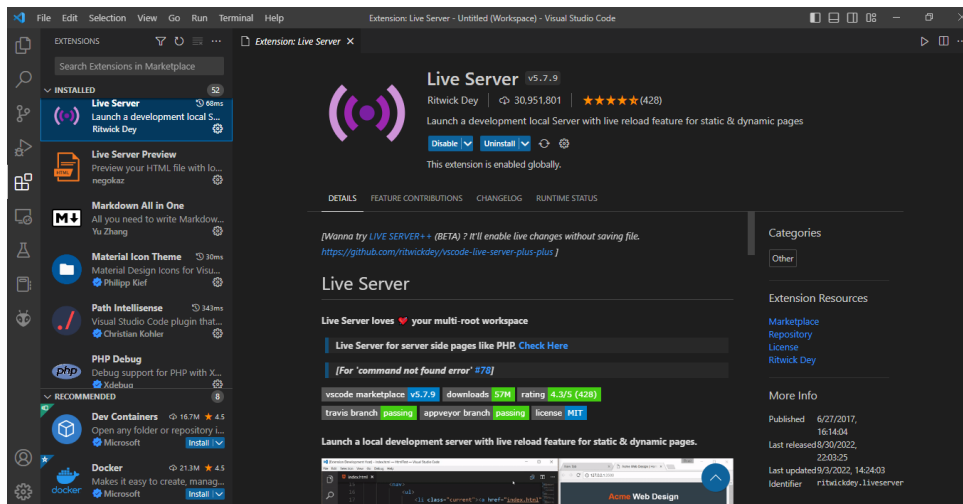 File Edit Selection View Go Run Terminal Help Extension: Live Server - Untitled (Workspace) - Visual Studio Code
EXTENSIONS
Search Extensions in Marketplace
INSTALLED 52
Live Server 68ms
Launch a development local S...
Ritwick Dey
Live Server Preview
Preview your HTML file with lo...
negokaz
Markdown All in One
All you need to write Markdow...
Yu Zhang
Material Icon Theme 30ms
Material Design Icons for Visu...
Philipp Kief
Path Intellisense 343ms
Visual Studio Code plugin that...
Christian Kohler
PHP Debug
Debug support for PHP with X...
Xdebug
RECOMMENDED 8
Dev Containers 16.7M ★ 4.5
Open any folder or repository i...
Microsoft Install
Docker 21.3M ★ 4.5
Makes it easy to create, manag...
Microsoft Install
HTML
M↓
php
docker
Extension: Live Server
Live Server v5.7.9
Ritwick Dey 30,951,801 (428)
Launch a development local Server with live reload feature for static & dynamic pages
Disable Uninstall
This extension is enabled globally.
DETAILS FEATURE CONTRIBUTIONS CHANGELOG RUNTIME STATUS
[Wanna try LIVE SERVER++ (BETA) ? It'll enable live changes without saving file.
https://github.com/ritwickdey/vscode-live-server-plus-plus ]
Live Server
Live Server loves ❤ your multi-root workspace
Live Server for server side pages like PHP. Check Here
[For 'command not found error' #78]
vscode marketplace v5.7.9 downloads 57M rating 4.3/5 (428)
travis branch passing appveyor branch passing license MIT
Launch a local development server with live reload feature for static & dynamic pages.
index.html
<nav>
<ul>
<li class="current"><a href="index.html"
Acme Web Design
Categories
Other
Extension Resources
Marketplace
Repository
License
Ritwick Dey
More Info
Published 6/27/2017,
16:14:04
Last released 8/30/2022,
22:03:25
Last updated 9/3/2022, 14:24:03
Identifier ritwickdey.liveserver